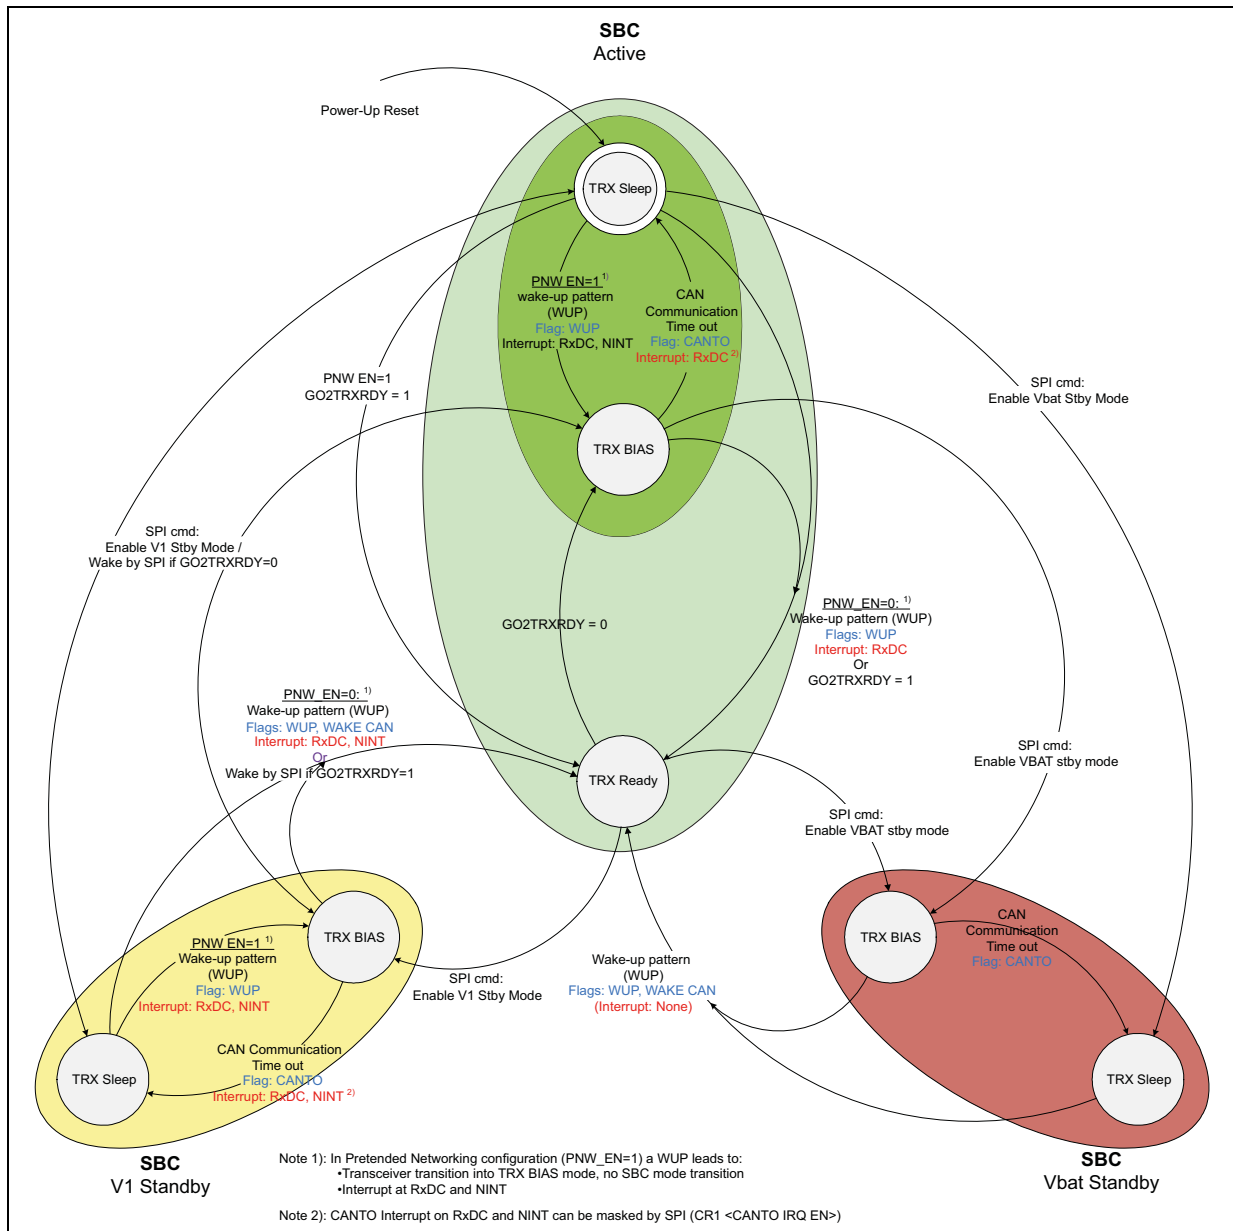 SBC
Active
Power-Up Reset
TRX Sleep
PNW EN=1 1)
wake-up pattern
(WUP)
Flag: WUP
Interrupt: RxDC, NINT
CAN
Communication
Time out
Flag: CANTO
Interrupt: RxDC 2)
PNW EN=1
GO2TRXRDY = 1
SPI cmd:
Enable Vbat Stby Mode
TRX BIAS
SPI cmd:
Enable V1 Stby Mode /
Wake by SPI if GO2TRXRDY=0
GO2TRXRDY = 0
PNW_EN=0: 1)
Wake-up pattern (WUP)
Flags: WUP
Interrupt: RxDC
Or
GO2TRXRDY = 1
PNW_EN=0: 1)
Wake-up pattern (WUP)
Flags: WUP, WAKE CAN
Interrupt: RxDC, NINT
Or
Wake by SPI if GO2TRXRDY=1
SPI cmd:
Enable VBAT stby mode
TRX Ready
SPI cmd:
Enable VBAT stby mode
TRX BIAS
PNW EN=1 1)
Wake-up pattern
(WUP)
Flag: WUP
Interrupt: RxDC, NINT
SPI cmd:
Enable V1 Stby Mode
Wake-up pattern
(WUP)
Flags: WUP, WAKE CAN
(Interrupt: None)
TRX BIAS
CAN
Communication
Time out
Flag: CANTO
TRX Sleep
CAN Communication
Time out
Flag: CANTO
Interrupt: RxDC, NINT 2)
TRX Sleep
SBC
V1 Standby
SBC
Vbat Standby
Note 1): In Pretended Networking configuration (PNW_EN=1) a WUP leads to:
•Transceiver transition into TRX BIAS mode, no SBC mode transition
•Interrupt at RxDC and NINT
Note 2): CANTO Interrupt on RxDC and NINT can be masked by SPI (CR1 <CANTO IRQ EN>)